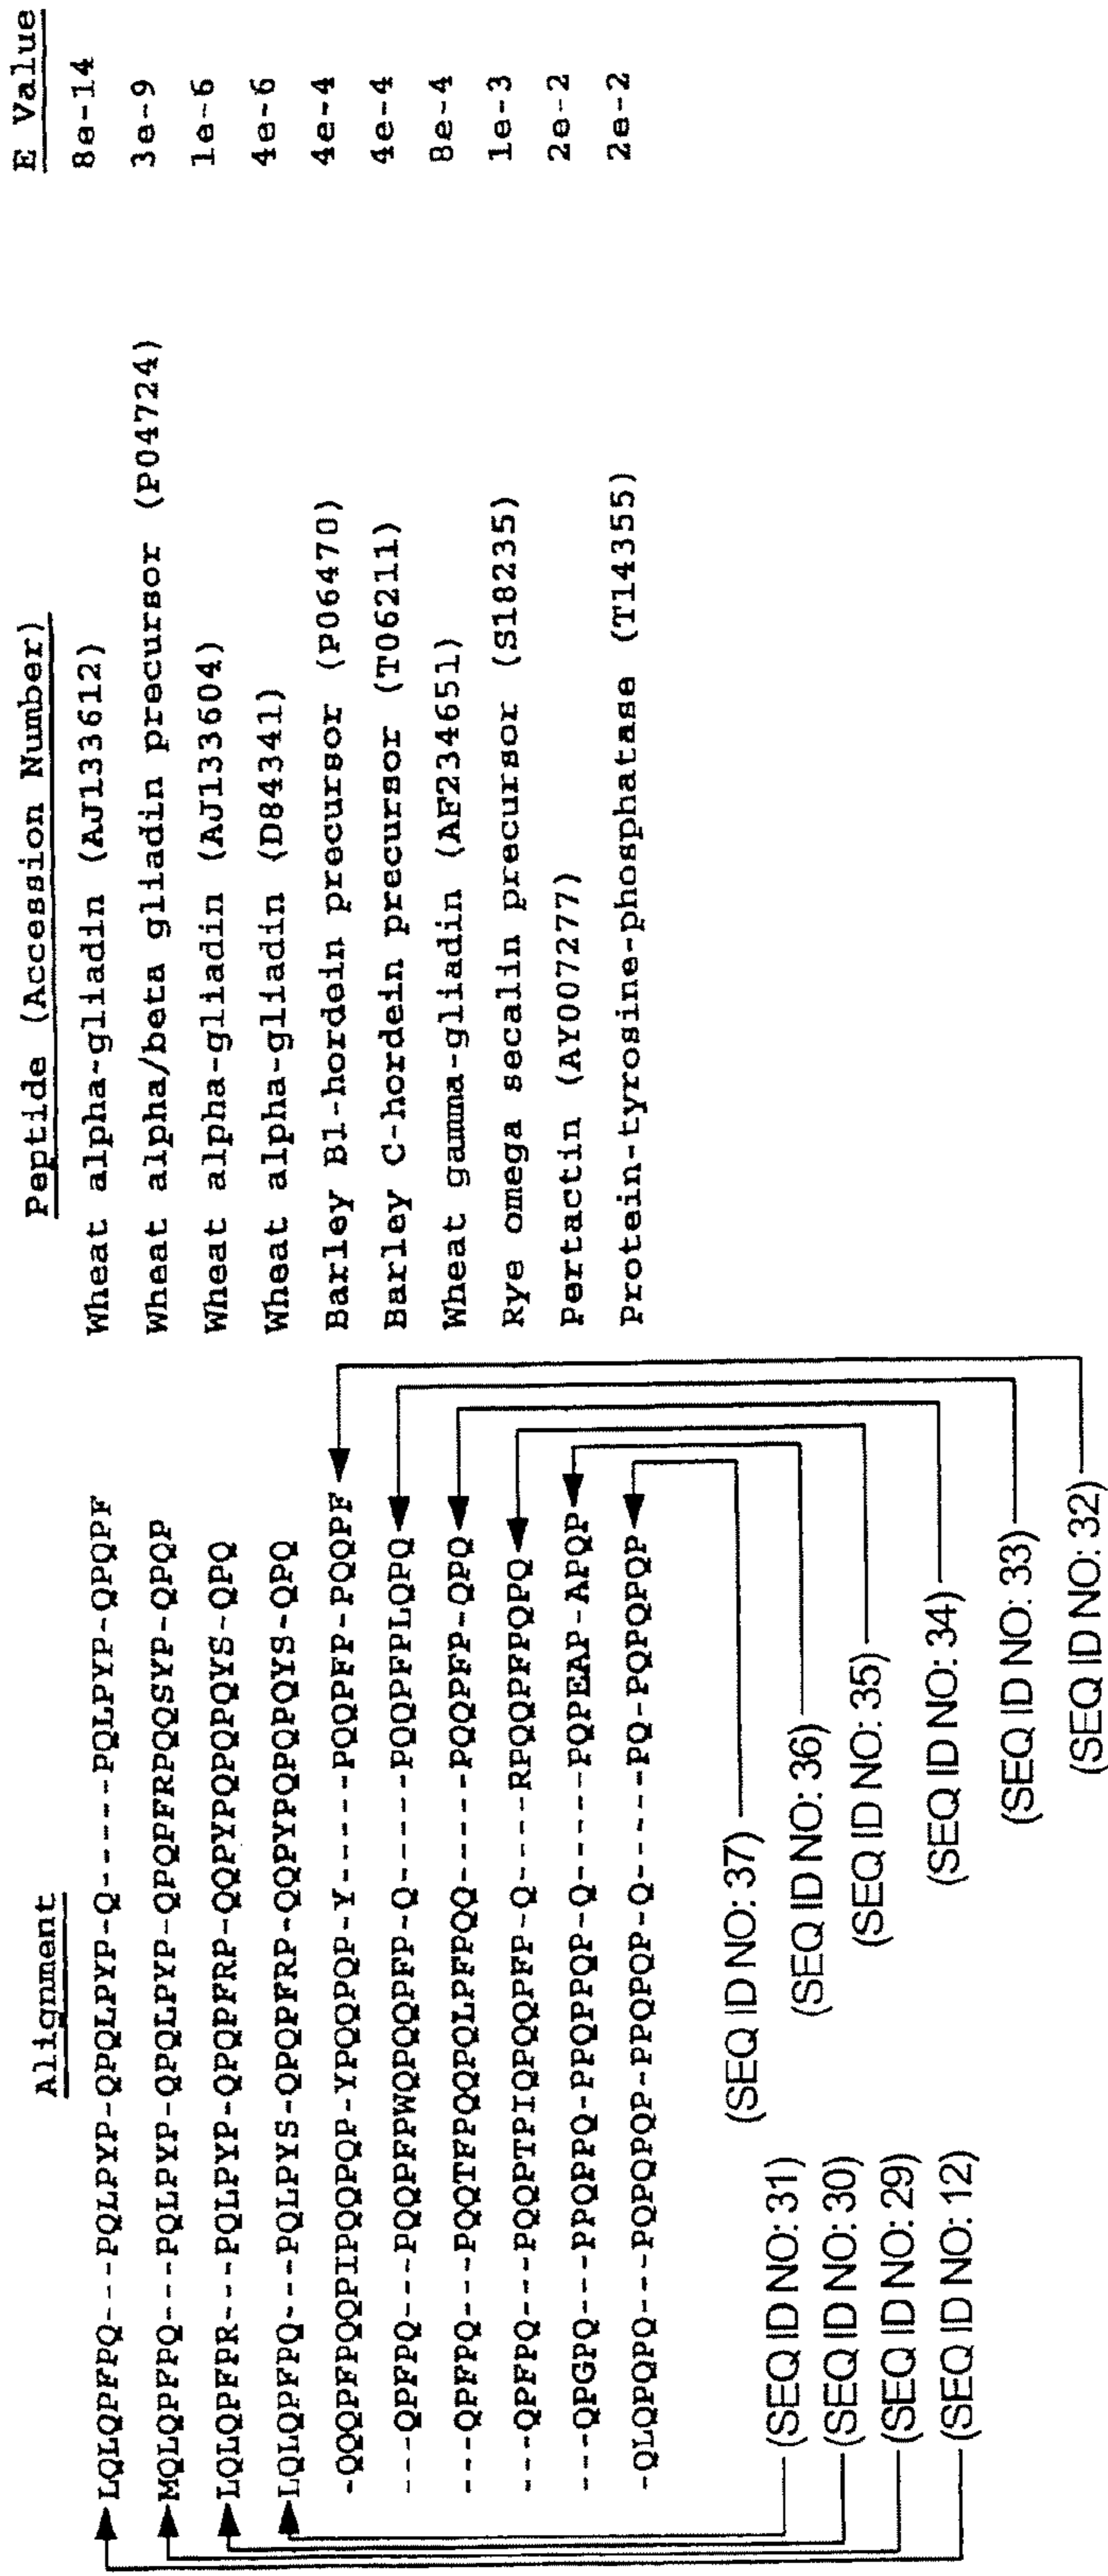 Alignment Peptide (Accession Number) E Value
LQLQPFPQ---PQLPYP-QPQLPYP-Q-----PQLPYP-QPQPF Wheat alpha-gliadin (AJ133612) 8e-14
MQLQPFPQ---PQLPYP-QPQLPYP-QPQPFRPQQSYP-QPQP Wheat alpha/beta gliadin precursor (P04724) 3e-9
LQLQPFPR---PQLPYP-QPQPFRP-QQPYPQPQPQYS-QPQ Wheat alpha-gliadin (AJ133604) 1e-6
LQLQPFPQ---PQLPYS-QPQPFRP-QQPYPQPQPQYS-QPQ Wheat alpha-gliadin (D84341) 4e-6
-QQQPFPQQPIPQQPQP-YPQQPQP-Y-----PQQPFP-PQQPF Barley B1-hordein precursor (P06470) 4e-4
---QPFPQ---PQQPFPWQPQQPFP-Q-----PQQPFPLQPQ Barley C-hordein precursor (T06211) 4e-4
---QPFPQ---PQQTFPQQPQLPFPQQ-----PQQPFP-QPQ Wheat gamma-gliadin (AF234651) 8e-4
---QPFPQ---PQQPTPIQPQQPFP-Q----RPQQPFPPQPQ Rye omega secalin precursor (S18235) 1e-3
---QPGPQ---PPQPPQ-PPQPPQP-Q-----PQPEAP-APQP Pertactin (AY007277) 2e-2
-QLQPQPQ---PQPQPQP-PPQPQP-Q-----PQ-PQPQPQP Protein-tyrosine-phosphatase (T14355) 2e-2
(SEQ ID NO: 31)
(SEQ ID NO: 30)
(SEQ ID NO: 29)
(SEQ ID NO: 12)
(SEQ ID NO: 37)
(SEQ ID NO: 36)
(SEQ ID NO: 35)
(SEQ ID NO: 34)
(SEQ ID NO: 33)
(SEQ ID NO: 32)